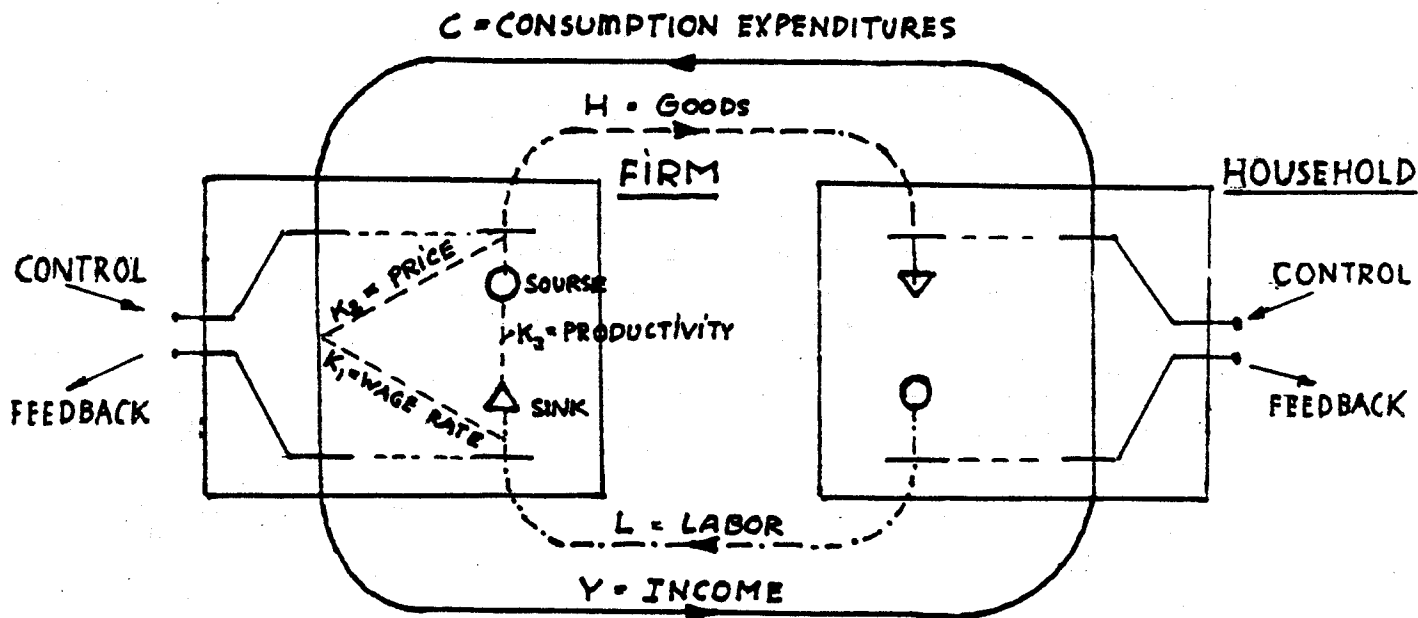 C = CONSUMPTION EXPENDITURES
H = GOODS
FIRM
HOUSEHOLD
CONTROL
K2 = PRICE
SOURSE
CONTROL
K3 = PRODUCTIVITY
K1 = WAGE RATE
SINK
FEEDBACK
FEEDBACK
L = LABOR
Y = INCOME